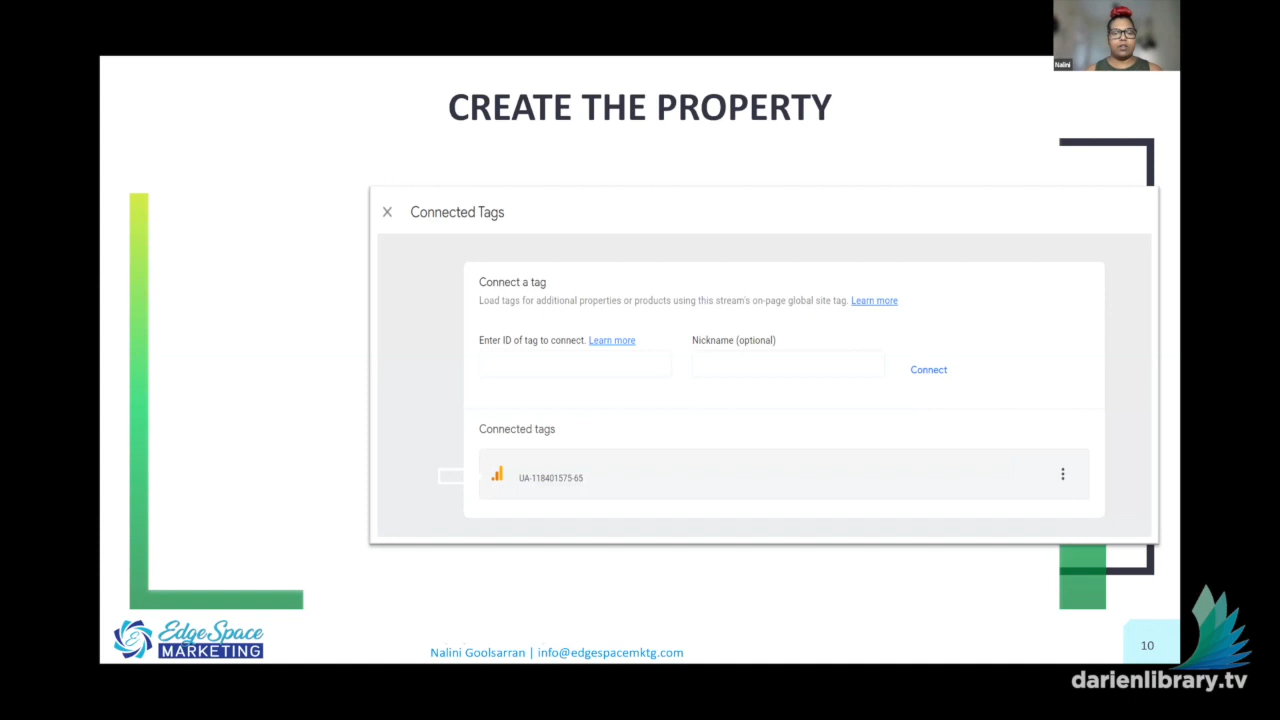 Nalini
CREATE THE PROPERTY
Connected Tags
Connect a tag
Load tags for additional properties or products using this stream's on-page global site tag. Learn more
Enter ID of tag to connect. Learn more
Nickname (optional)
Connect
Connected tags
UA-118401575-65
EdgeSpace
MARKETING
Nalini Goolsarran | info@edgespacemktg.com
10
darienlibrary.tv